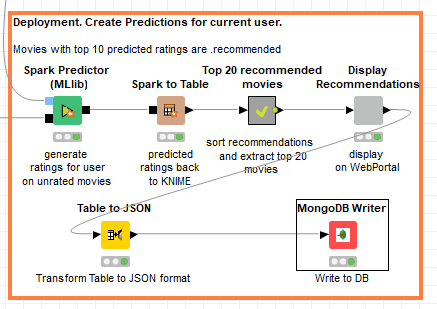 Deployment. Create Predictions for current user.
Movies with top 10 predicted ratings are .recommended
Spark Predictor
(MLlib)
Spark to Table
Top 20 recommended
movies
Display
Recommendations
generate
ratings for user
on unrated movies
predicted
ratings back
to KNIME
sort recommendations
and extract top 20
movies
display
on WebPortal
Table to JSON
MongoDB Writer
Transform Table to JSON format
Write to DB